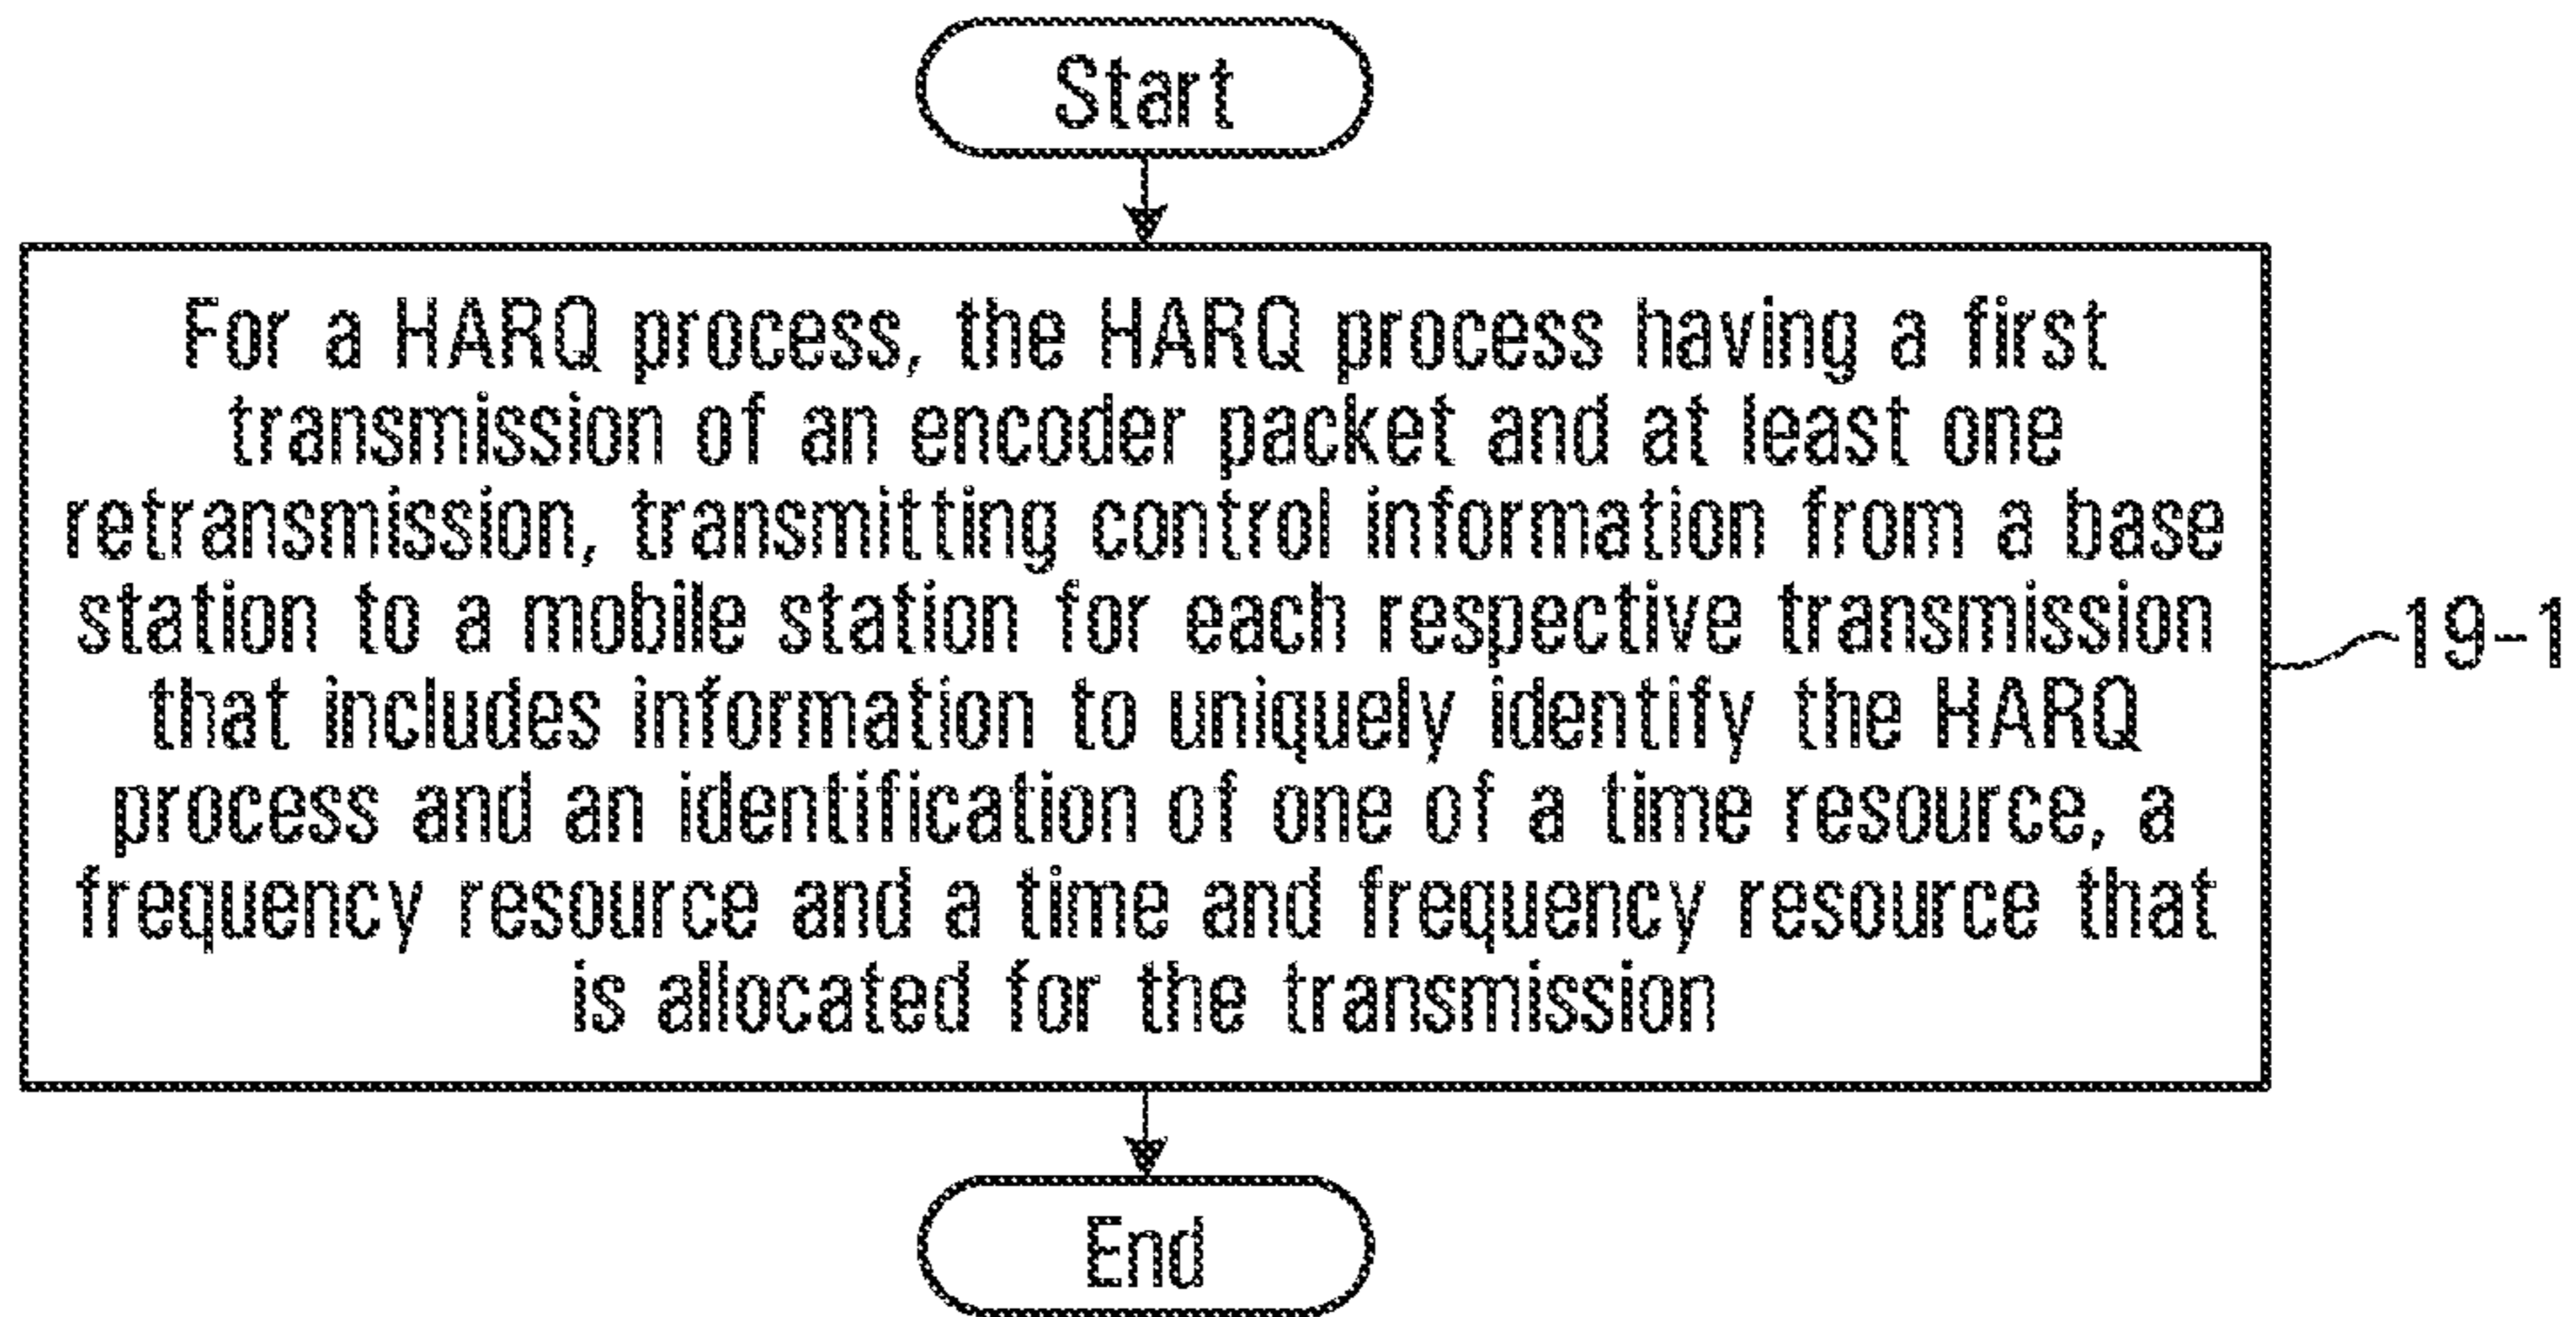 Start
For a HARQ process, the HARQ process having a first
transmission of an encoder packet and at least one
retransmission, transmitting control information from a base
station to a mobile station for each respective transmission
that includes information to uniquely identify the HARQ
process and an identification of one of a time resource, a
frequency resource and a time and frequency resource that
is allocated for the transmission
19-1
End